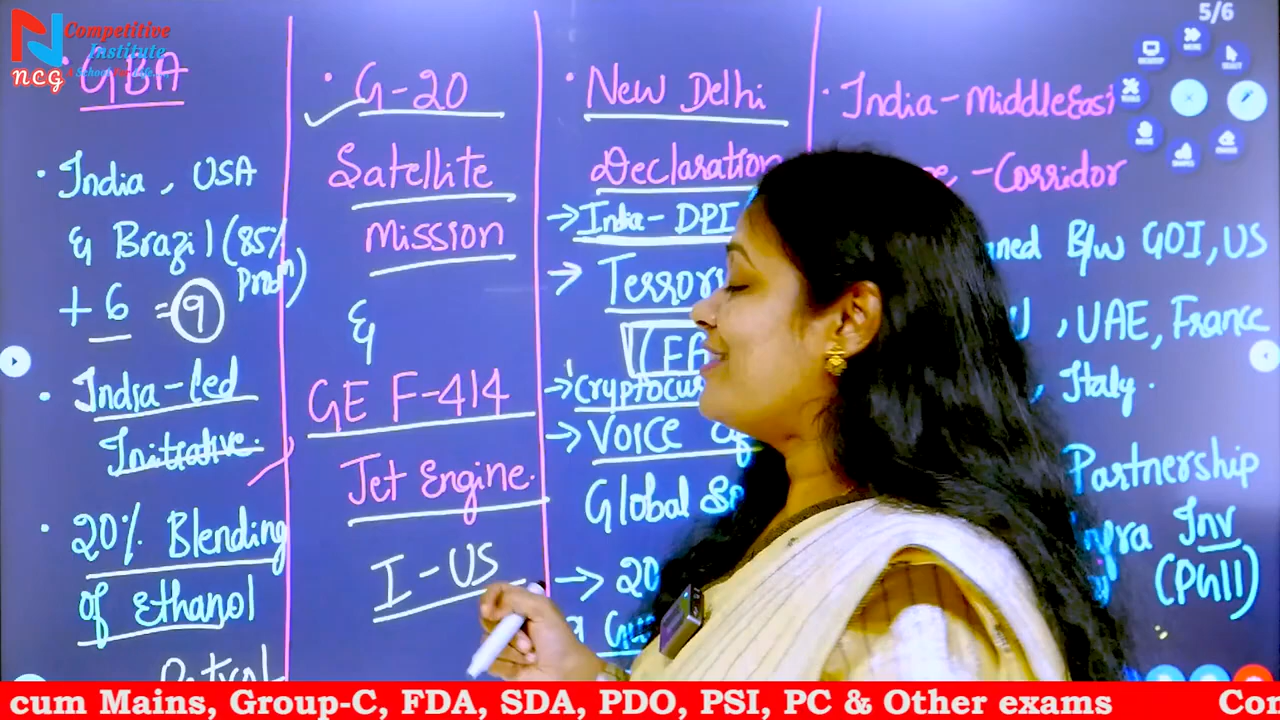 5/6
Competitive
Institute
ncg
GBA
• India, USA
& Brazil (85%
Prodn)
+ 6 = 9
• India-led
Initiative.
• 20% Blending
of Ethanol
Petrol
• G-20
Satellite
Mission
&
GE F-414
Jet Engine.
I-US
• New Delhi
Declaration
→ India-DPI
→
→ Cryptocur
→ Voice of
Global
→ 20
• India-MiddleEast
-Corridor
B/w GOI, US
, UAE, France
, Italy.
Partnership
Inv
(PGII)
cum Mains, Group-C, FDA, SDA, PDO, PSI, PC & Other exams